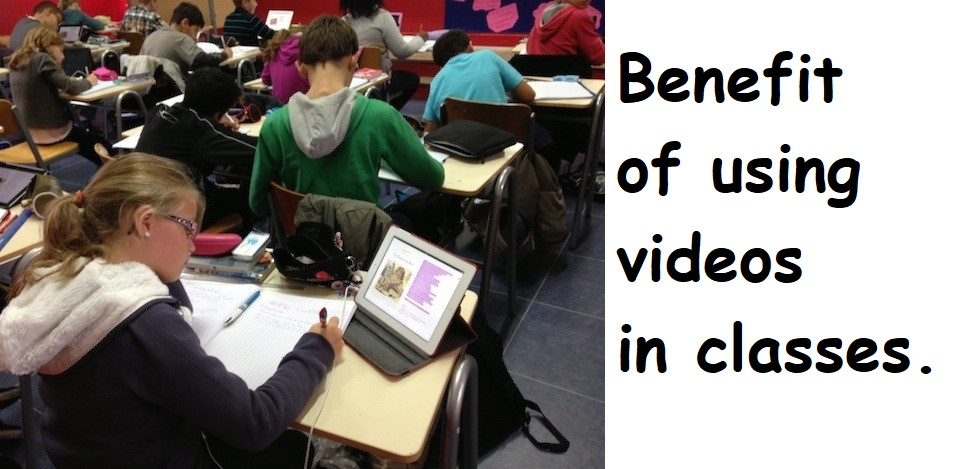 Benefit
of using
videos
in classes.